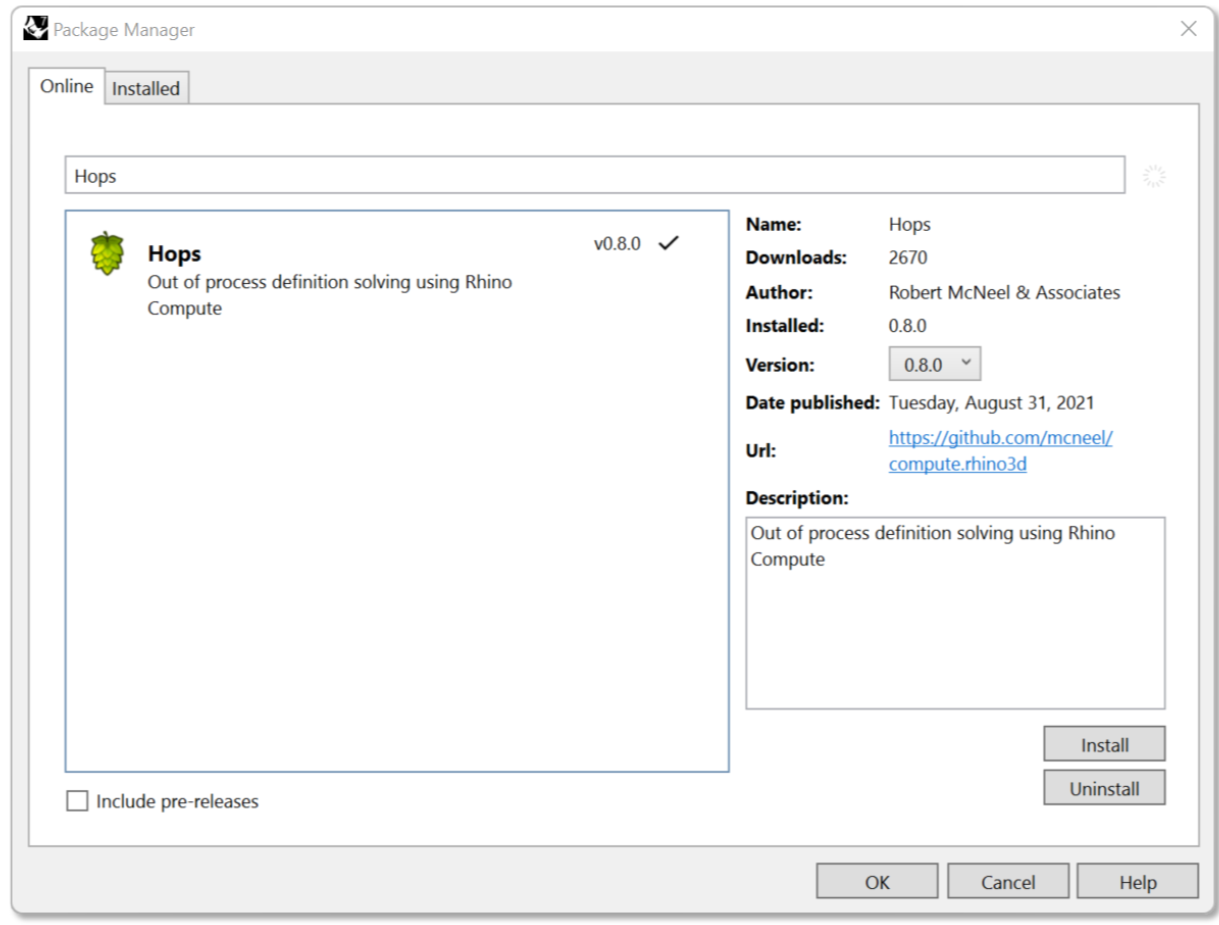 Package Manager
Online
Installed
Hops
Hops
v0.8.0
Out of process definition solving using Rhino
Compute
Name: Hops
Downloads: 2670
Author: Robert McNeel & Associates
Installed: 0.8.0
Version: 0.8.0
Date published: Tuesday, August 31, 2021
Url: https://github.com/mcneel/
compute.rhino3d
Description:
Out of process definition solving using Rhino
Compute
Install
Uninstall
Include pre-releases
OK
Cancel
Help